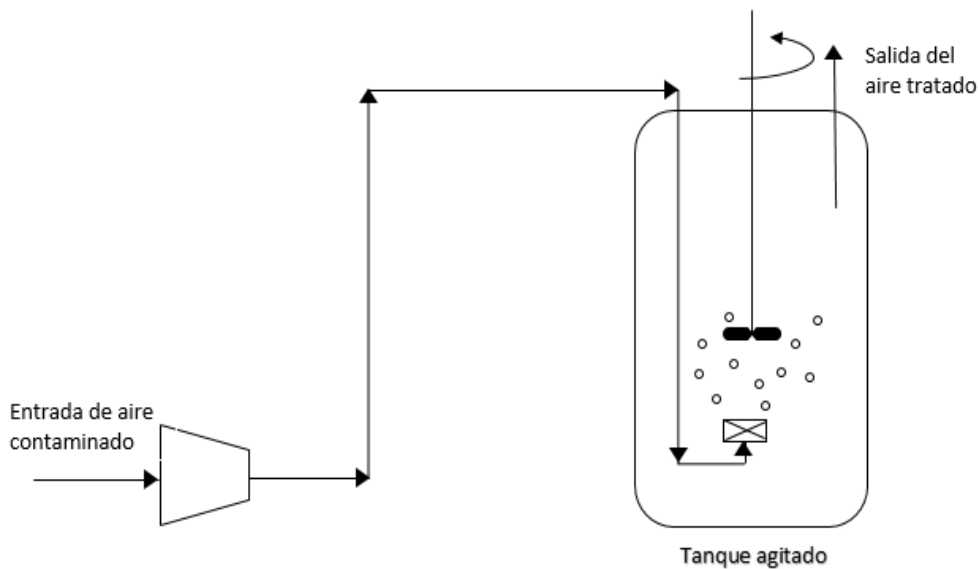 Salida del
aire tratado
Entrada de aire
contaminado
Tanque agitado